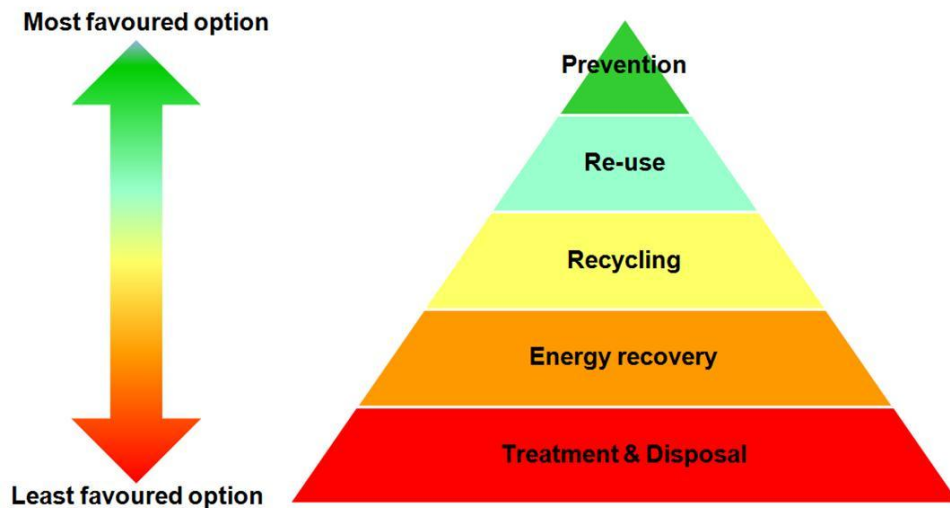 Most favoured option
Prevention
Re-use
Recycling
Energy recovery
Treatment & Disposal
Least favoured option